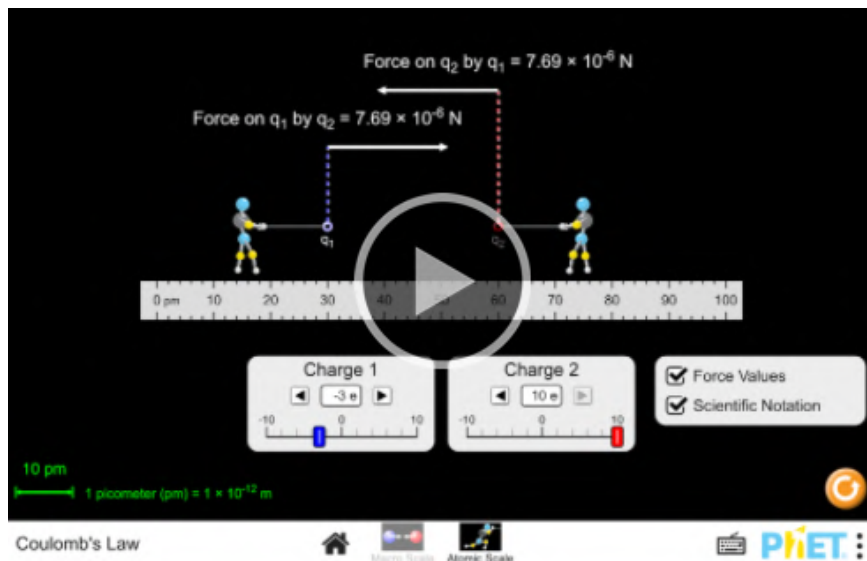 Force on q₂ by q₁ = 7.69 × 10⁻⁶ N
Force on q₁ by q₂ = 7.69 × 10⁻⁶ N
q₁ q₂
0 pm 10 20 30 40 50 60 70 80 90 100
Charge 1 Charge 2
-3 e 10 e
Force Values
-10 0 10 -10 0 10
Scientific Notation
10 pm
1 picometer (pm) = 1 × 10⁻¹² m
Coulomb's Law
PhET
Macro Scale Atomic Scale